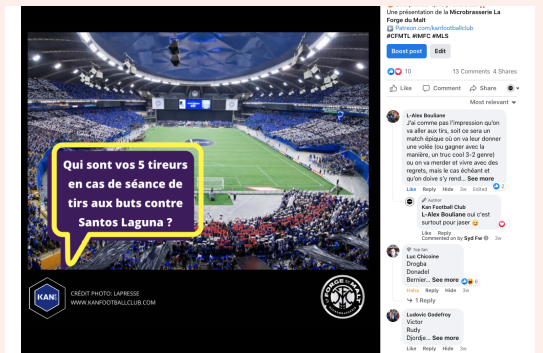 Une présentation de la Microbrasserie La
Forge du Malt
Patreon.com/kanfootballclub
#CFMTL #IMFC #MLS
Boost post Edit
10 13 Comments 4 Shares
Like Comment Share
Most relevant
Qui sont vos 5 tireurs
en cas de séance de
tirs aux buts contre
Santos Laguna ?
KAN
CRÉDIT PHOTO: LAPRESSE
WWW.KANFOOTBALLCLUB.COM
L-Alex Bouliane
J'ai comme pas l'impression qu'on
va aller aux tirs, soit ce sera un
match épique où on va leur donner
une volée (ou gagner avec la
manière, un truc cool 3-2 genre)
ou on va merder et vivre avec des
regrets, mais le cas échéant et
qu'on doive s'y rend... See more
Like Reply Hide 3w Edited 2
Author
Kan Football Club
L-Alex Bouliane oui c'est
surtout pour jaser
Like Reply
Commented on by Syd Fw 3w
Top fan
Luc Chicoine
Drogba
Donadel
Bernier... See more 6
Haha Reply Hide 3w
1 Reply
Ludovic Godefroy
Victor
Rudy
Djordje... See more
Like Reply Hide 3w